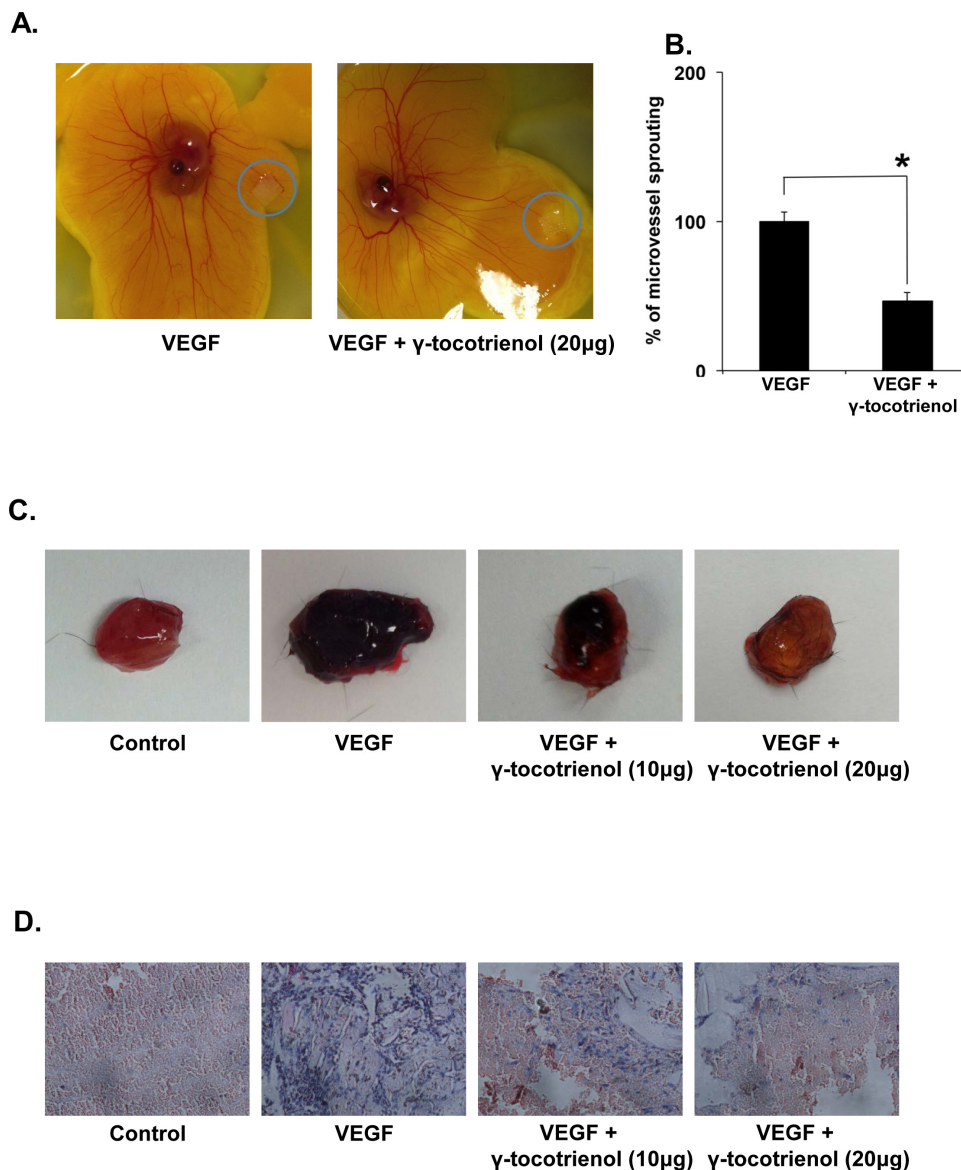 A.
VEGF
VEGF + γ-tocotrienol (20μg)
B.
% of microvessel sprouting
200
100
0
*
VEGF
VEGF +
γ-tocotrienol
C.
Control
VEGF
VEGF +
γ-tocotrienol (10μg)
VEGF +
γ-tocotrienol (20μg)
D.
Control
VEGF
VEGF +
γ-tocotrienol (10μg)
VEGF +
γ-tocotrienol (20μg)